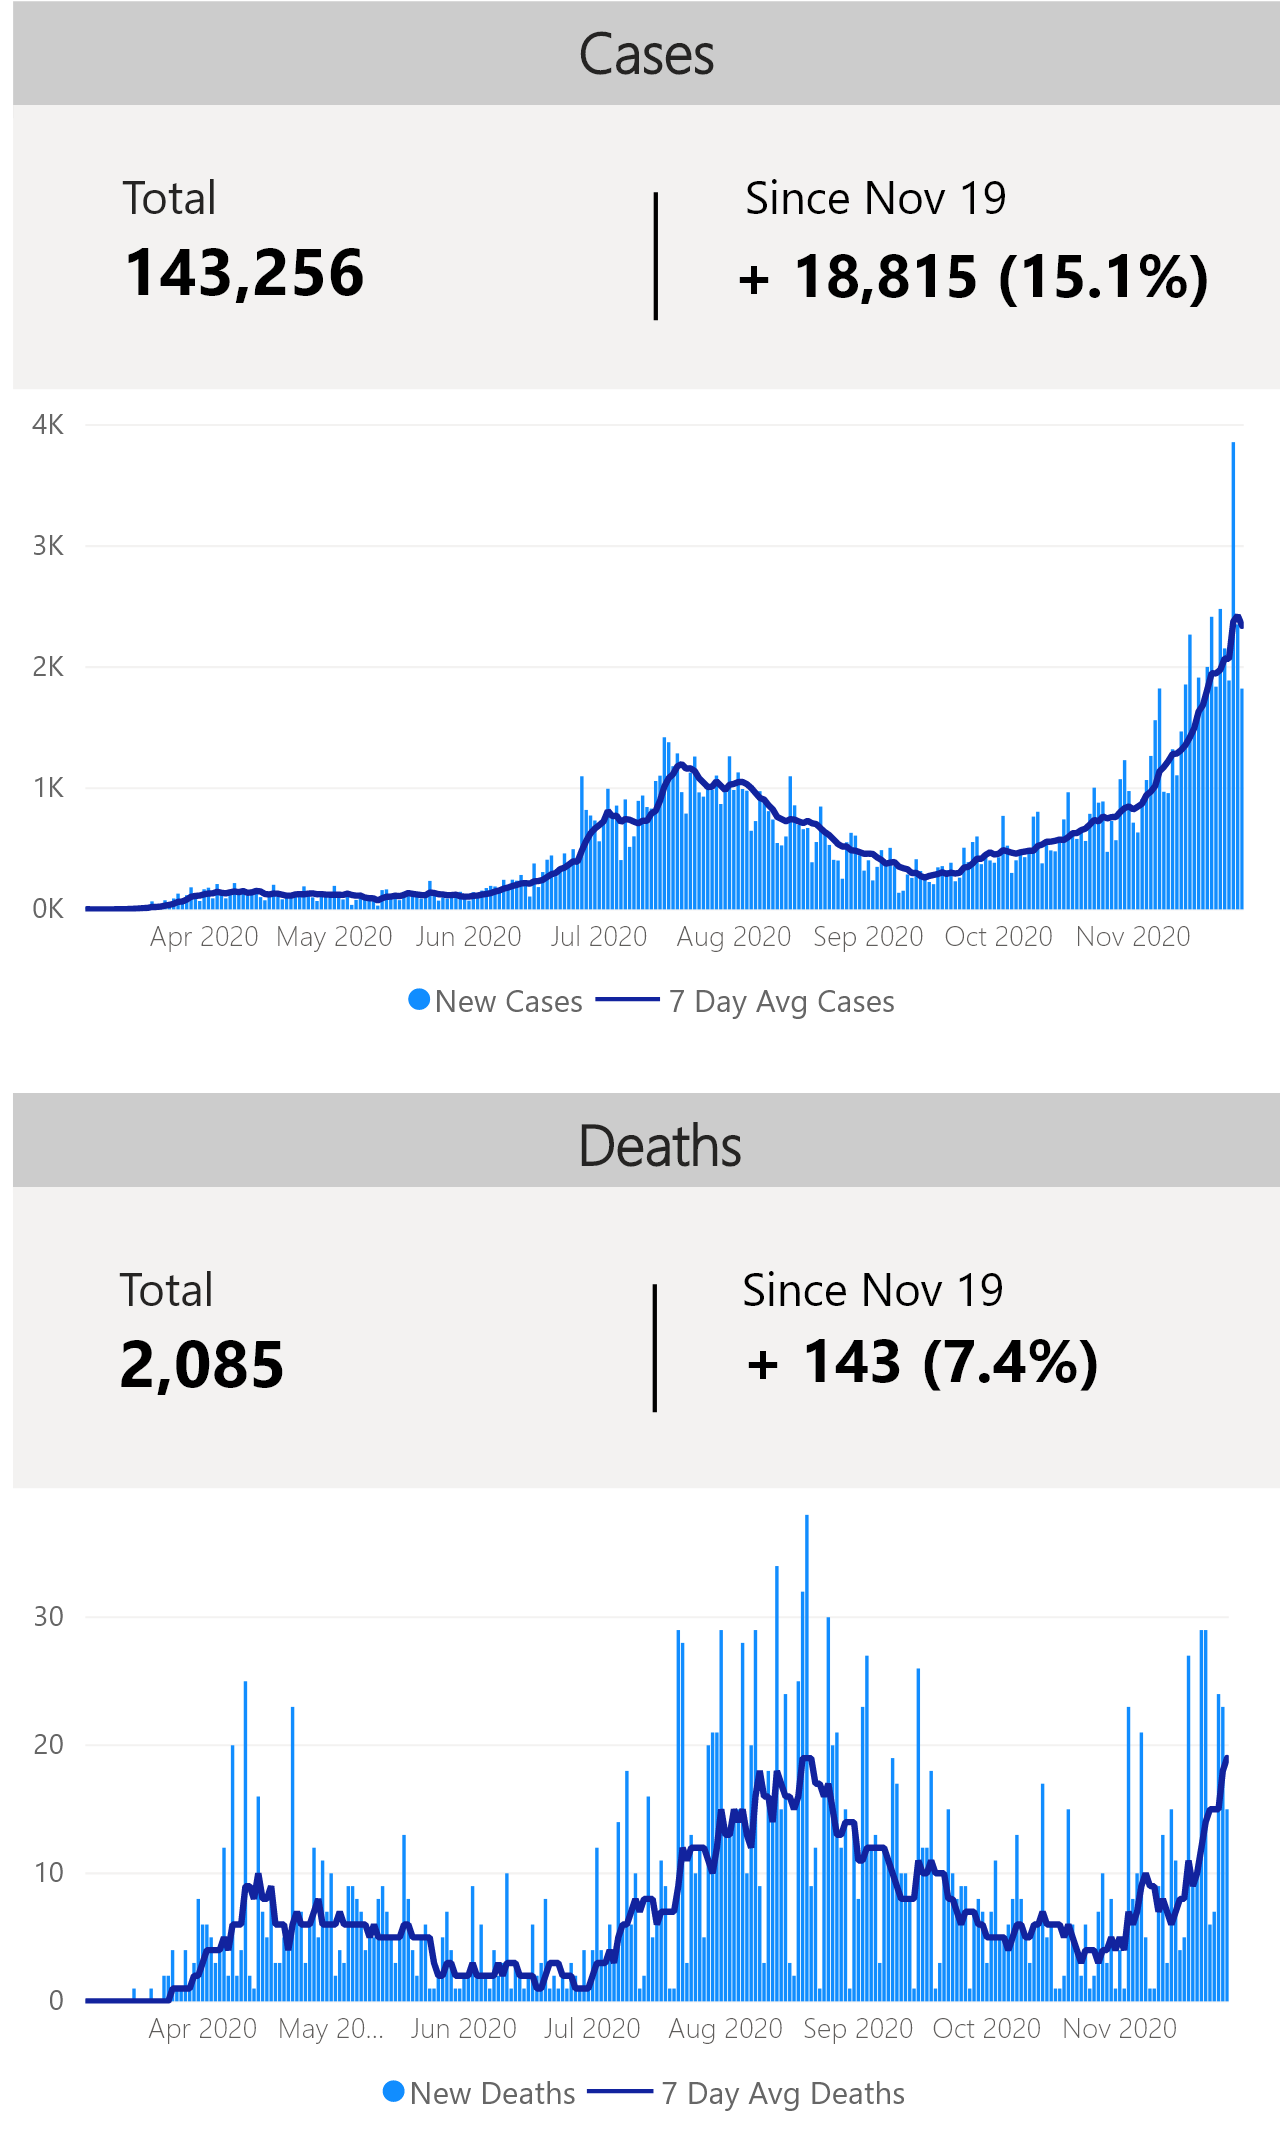 Cases
Total
Since Nov 19
143,256
+ 18,815 (15.1%)
4K
3K
2K
1K
0K
Apr 2020 May 2020 Jun 2020 Jul 2020 Aug 2020 Sep 2020 Oct 2020 Nov 2020
New Cases 7 Day Avg Cases
Deaths
Total
Since Nov 19
2,085
+ 143 (7.4%)
30
20
10
0
Apr 2020 May 20... Jun 2020 Jul 2020 Aug 2020 Sep 2020 Oct 2020 Nov 2020
New Deaths 7 Day Avg Deaths